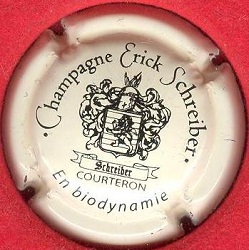 · Champagne Erick Schreiber ·
Schreiber
COURTERON
En biodynamie